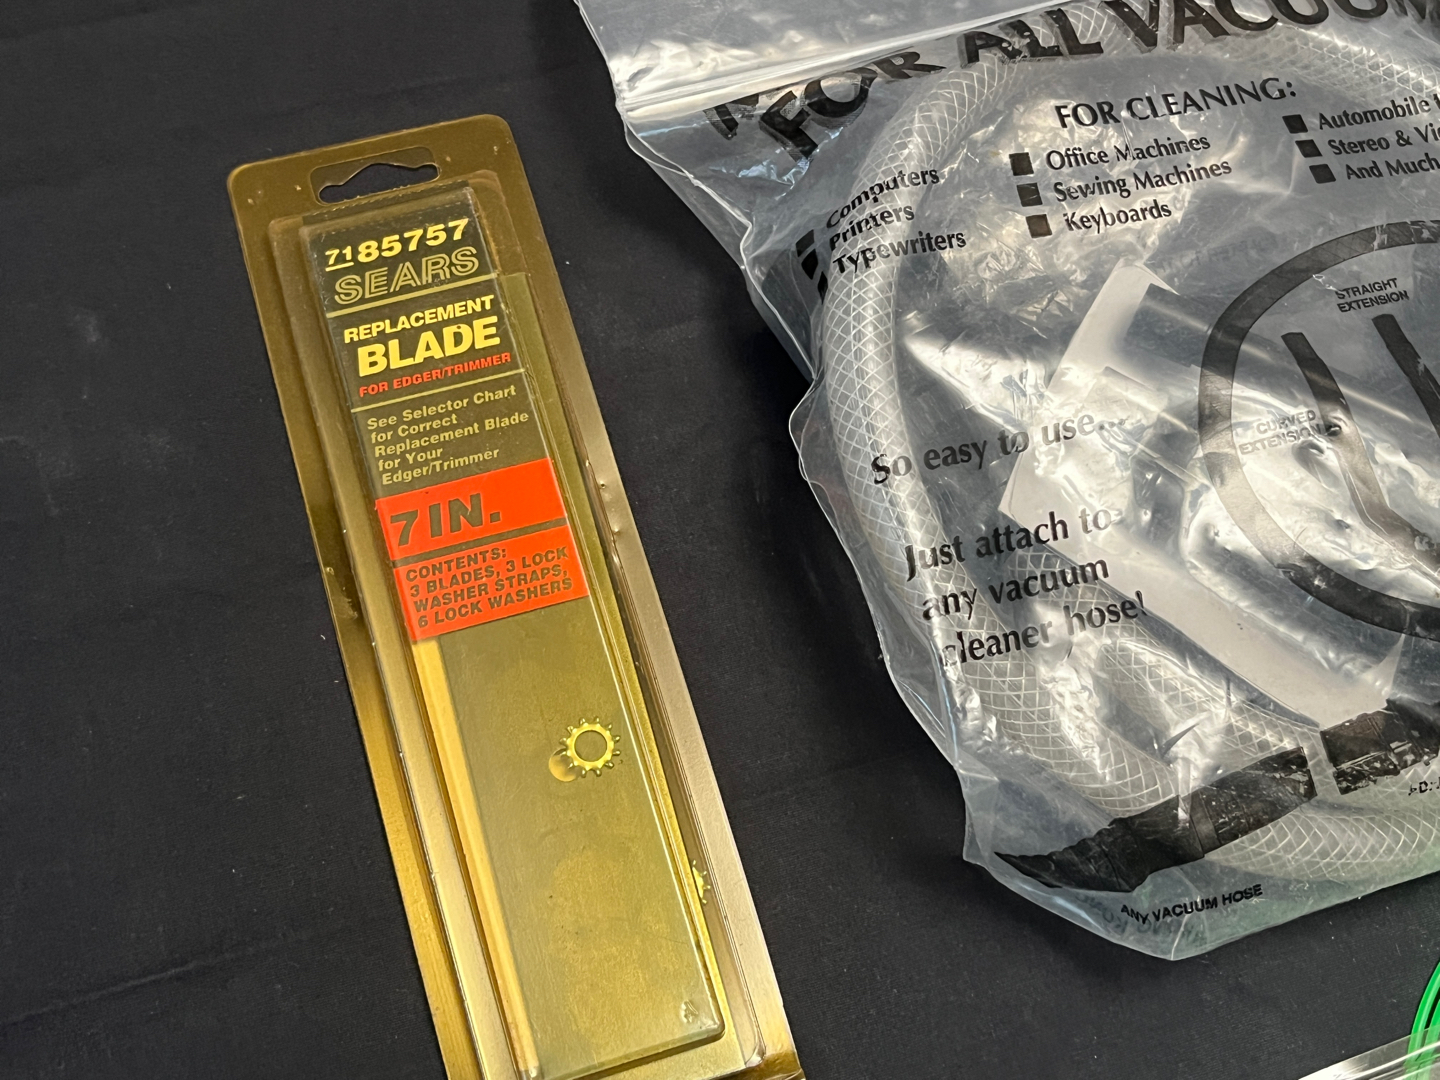 7185757
SEARS
REPLACEMENT
BLADE
FOR EDGER/TRIMMER
See Selector Chart
for Correct
Replacement Blade
for Your
Edger/Trimmer
7 IN.
CONTENTS:
3 BLADES, 3 LOCK
WASHER STRAPS,
6 LOCK WASHERS
FOR ALL VACUUM
FOR CLEANING:
Computers
Printers
Typewriters
Office Machines
Sewing Machines
Keyboards
Automobile
Stereo &
And Much
STRAIGHT
EXTENSION
CURVED
EXTENSION
So easy to use...
Just attach to
any vacuum
cleaner hose!
ANY VACUUM HOSE